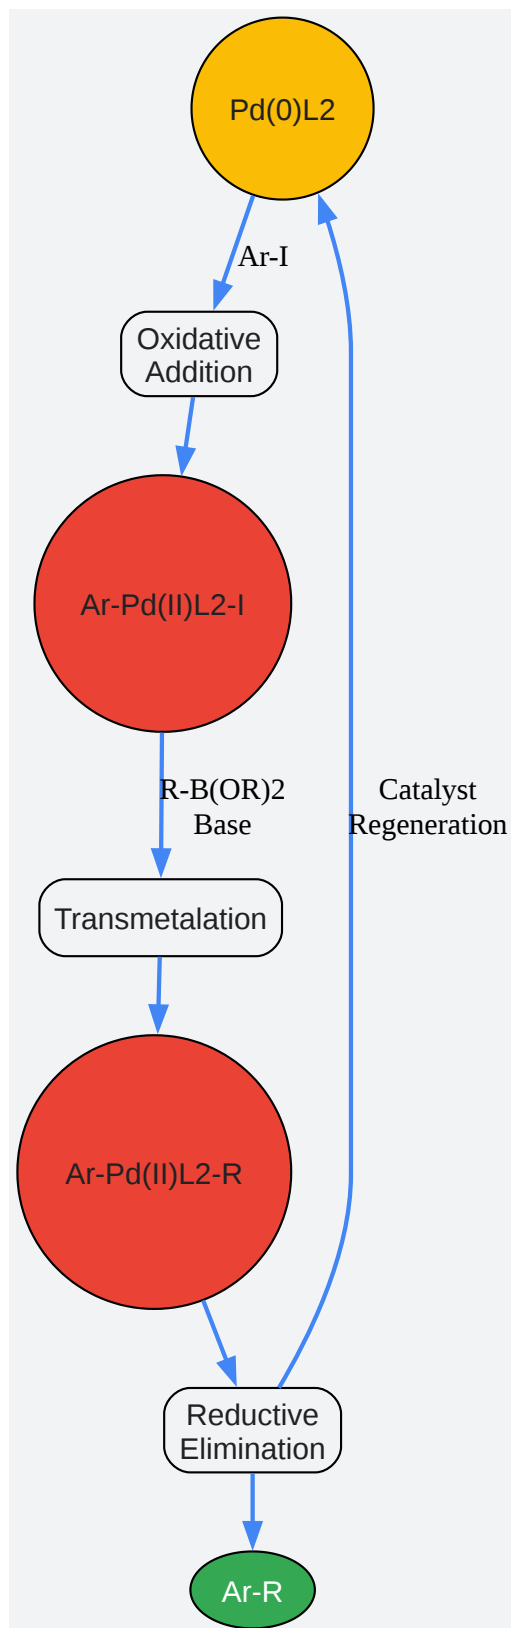 Pd(0)L2
Ar-I
Oxidative
Addition
Ar-Pd(II)L2-I
R-B(OR)2
Base
Catalyst
Regeneration
Transmetalation
Ar-Pd(II)L2-R
Reductive
Elimination
Ar-R